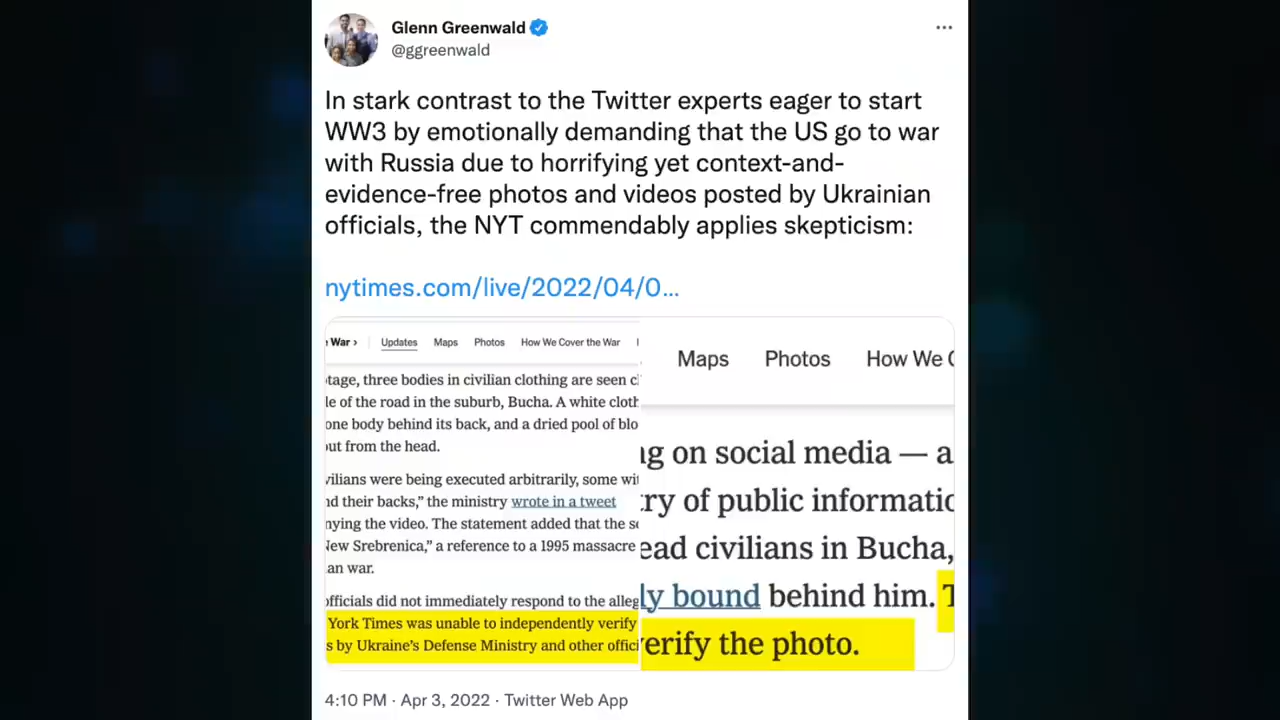 Glenn Greenwald
@ggreenwald
In stark contrast to the Twitter experts eager to start
WW3 by emotionally demanding that the US go to war
with Russia due to horrifying yet context-and-
evidence-free photos and videos posted by Ukrainian
officials, the NYT commendably applies skepticism:
nytimes.com/live/2022/04/0...
War > Updates Maps Photos How We Cover the War
tage, three bodies in civilian clothing are seen
le of the road in the suburb, Bucha. A white cloth
one body behind its back, and a dried pool of blo
out from the head.
vilians were being executed arbitrarily, some wi
nd their backs,” the ministry wrote in a tweet
nying the video. The statement added that the
New Srebrenica,” a reference to a 1995 massacre
an war.
officials did not immediately respond to the alleg
York Times was unable to independently verify
s by Ukraine’s Defense Ministry and other offici
Maps Photos How We
ng on social media — a
ry of public informatio
ead civilians in Bucha,
ly bound behind him. T
verify the photo.
4:10 PM · Apr 3, 2022 · Twitter Web App